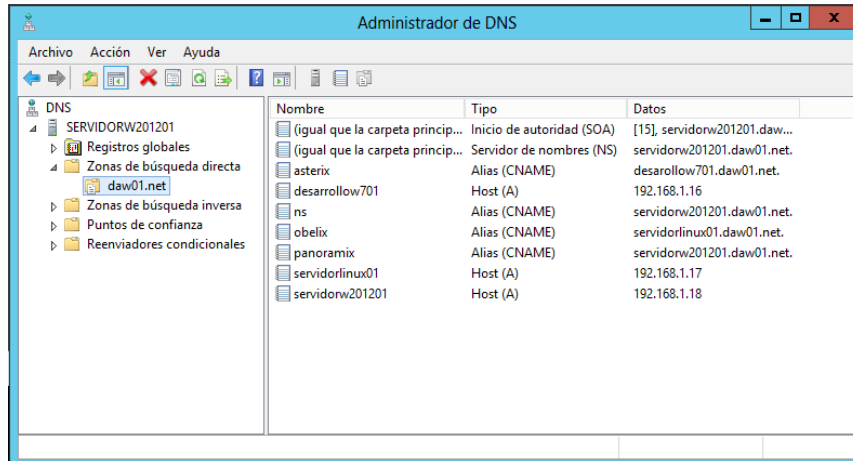 Administrador de DNS
Archivo Acción Ver Ayuda
DNS
SERVIDORW201201
Registros globales
Zonas de búsqueda directa
daw01.net
Zonas de búsqueda inversa
Puntos de confianza
Reenviadores condicionales
Nombre Tipo Datos
(igual que la carpeta princip... Inicio de autoridad (SOA) [15], servidorw201201.daw...
(igual que la carpeta princip... Servidor de nombres (NS) servidorw201201.daw01.net.
asterix Alias (CNAME) desarollow701.daw01.net.
desarrollow701 Host (A) 192.168.1.16
ns Alias (CNAME) servidorw201201.daw01.net.
obelix Alias (CNAME) servidorlinux01.daw01.net.
panoramix Alias (CNAME) servidorw201201.daw01.net.
servidorlinux01 Host (A) 192.168.1.17
servidorw201201 Host (A) 192.168.1.18